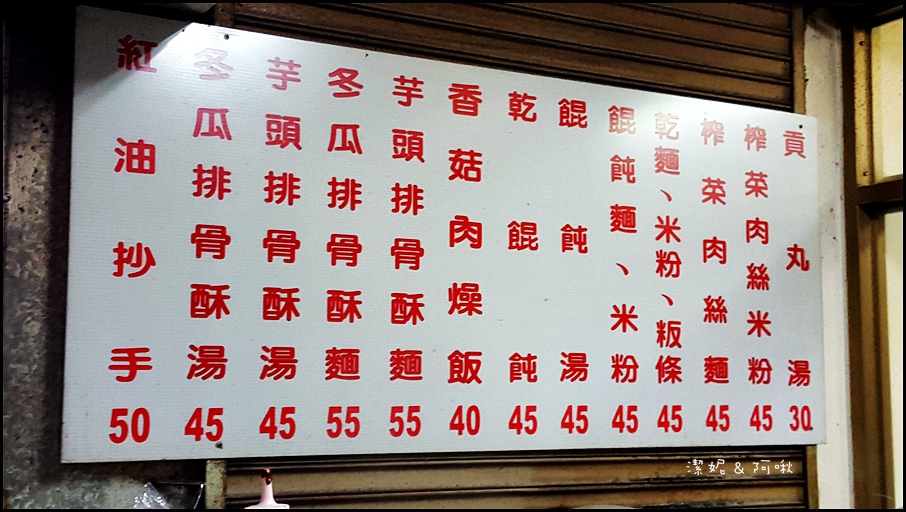 貢丸湯 30
榨菜肉絲米粉 45
榨菜肉絲麵 45
乾麵、米粉、粄條 45
餛飩麵、米粉 45
餛飩湯 45
乾餛飩 45
香菇肉燥飯 40
芋頭排骨酥麵 55
冬瓜排骨酥麵 55
芋頭排骨酥湯 45
冬瓜排骨酥湯 45
紅油抄手 50
潔妮 & 阿啾